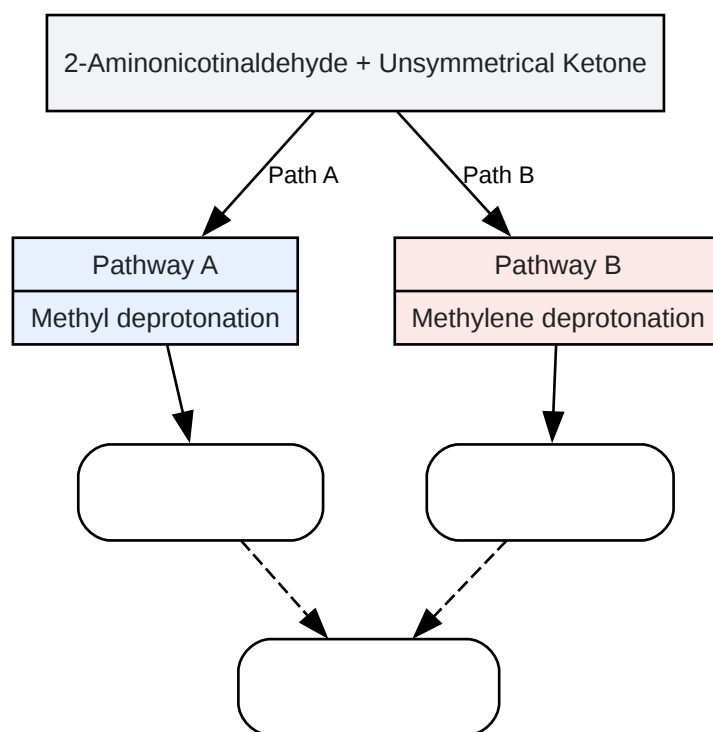 2-Aminonicotinaldehyde + Unsymmetrical Ketone
Path A
Path B
Pathway A
Methyl deprotonation
Pathway B
Methylene deprotonation